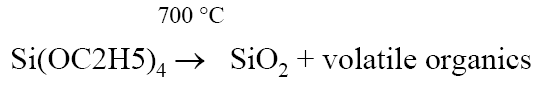 700 °C
Si(OC2H5)₄ → SiO₂ + volatile organics